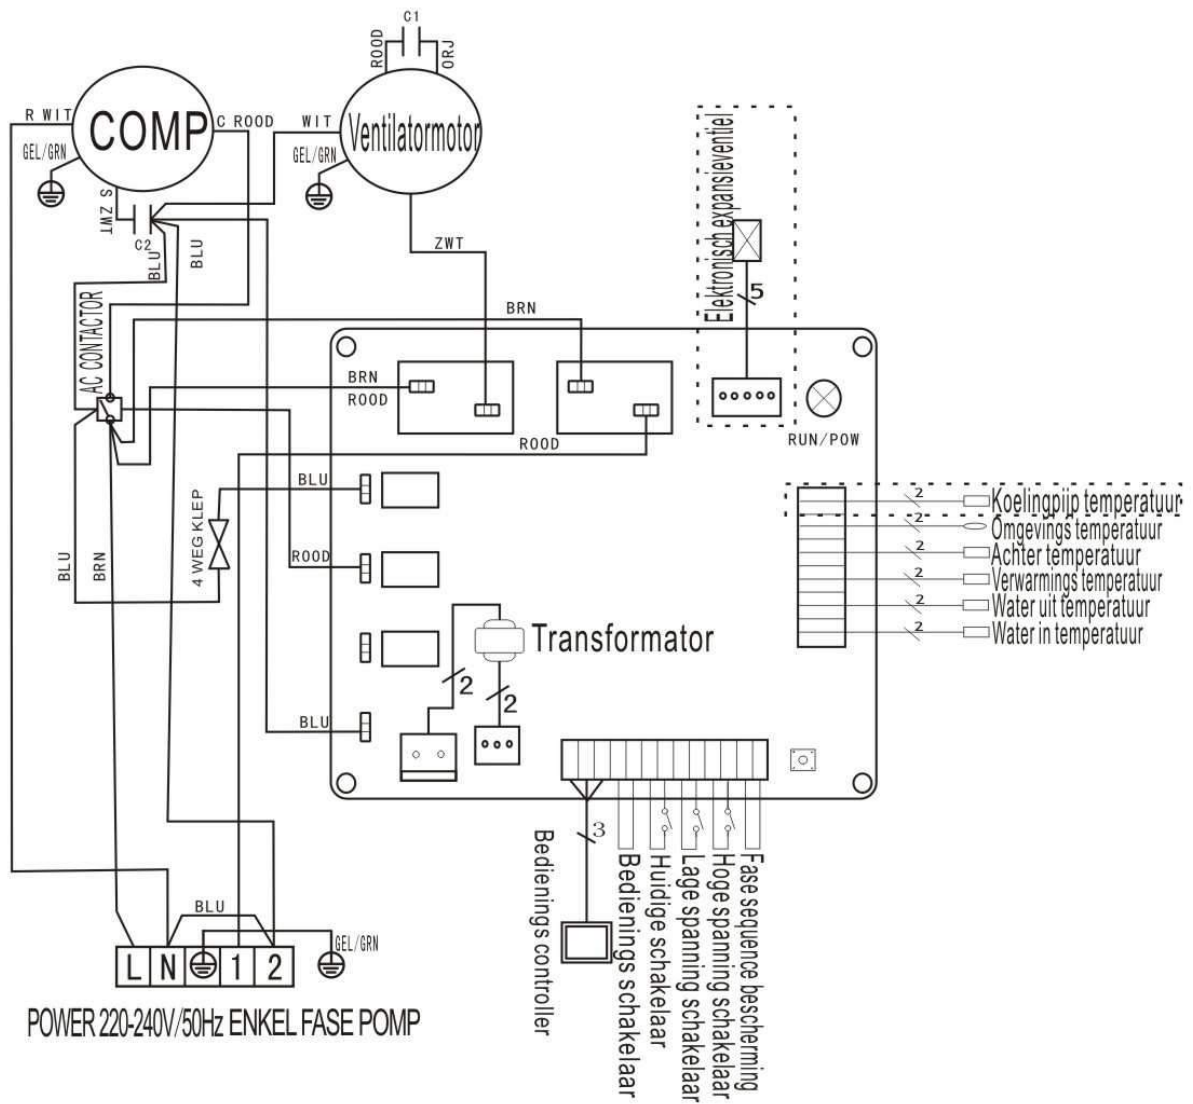 C1
ROOD
ORJ
R WIT
COMP
C ROOD
WIT
Ventilatormotor
GEL/GRN
GEL/GRN
S ZWT
C2
BLU
BLU
ZWT
Elektronisch expansieventiel
5
AC CONTACTOR
BRN
BRN
ROOD
RUN/POW
ROOD
BLU
4 WEG KLEP
ROOD
BLU
BRN
2
Koelingpijp temperatuur
2
Omgevings temperatuur
2
Achter temperatuur
2
Verwarmings temperatuur
2
Water uit temperatuur
2
Water in temperatuur
Transformator
2
2
BLU
3
Bedienings controller
Bedienings schakelaar
Huidige schakelaar
Lage spanning schakelaar
Hoge spanning schakelaar
Fase sequence bescherming
BLU
GEL/GRN
L N 1 2
POWER 220-240V/50Hz ENKEL FASE POMP